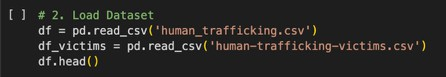 [ ] # 2. Load Dataset
df = pd.read_csv('human_trafficking.csv')
df_victims = pd.read_csv('human-trafficking-victims.csv')
df.head()